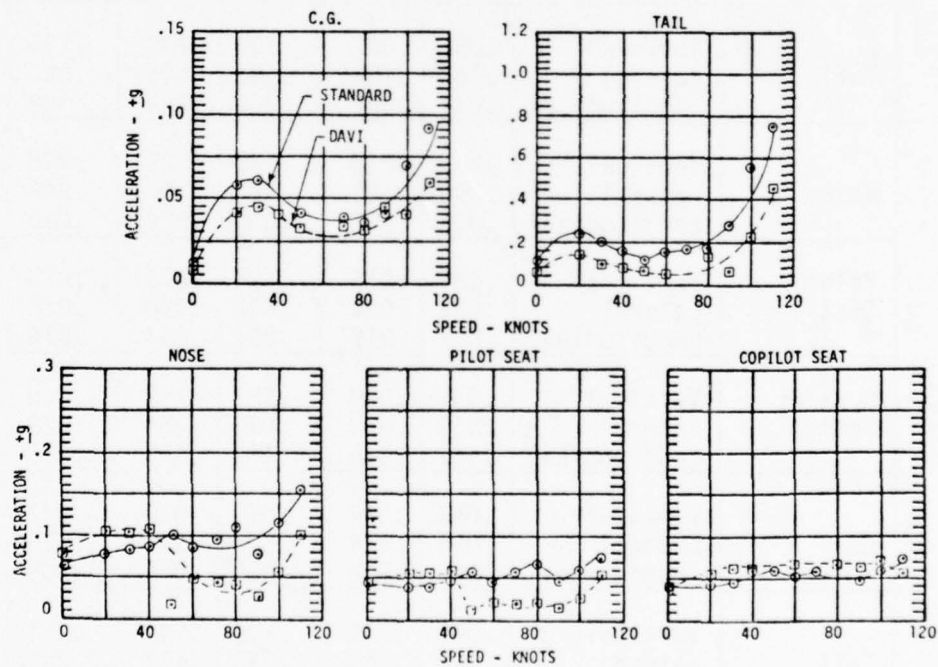 C.G.
TAIL
.15
.10
.05
0
ACCELERATION - ±g
STANDARD
DAVI
0 40 80 120
1.2
1.0
.8
.6
.4
.2
0
0 40 80 120
SPEED - KNOTS
NOSE
PILOT SEAT
COPILOT SEAT
.3
.2
.1
0
ACCELERATION - ±g
0 40 80 120
0 40 80 120
0 40 80 120
SPEED - KNOTS